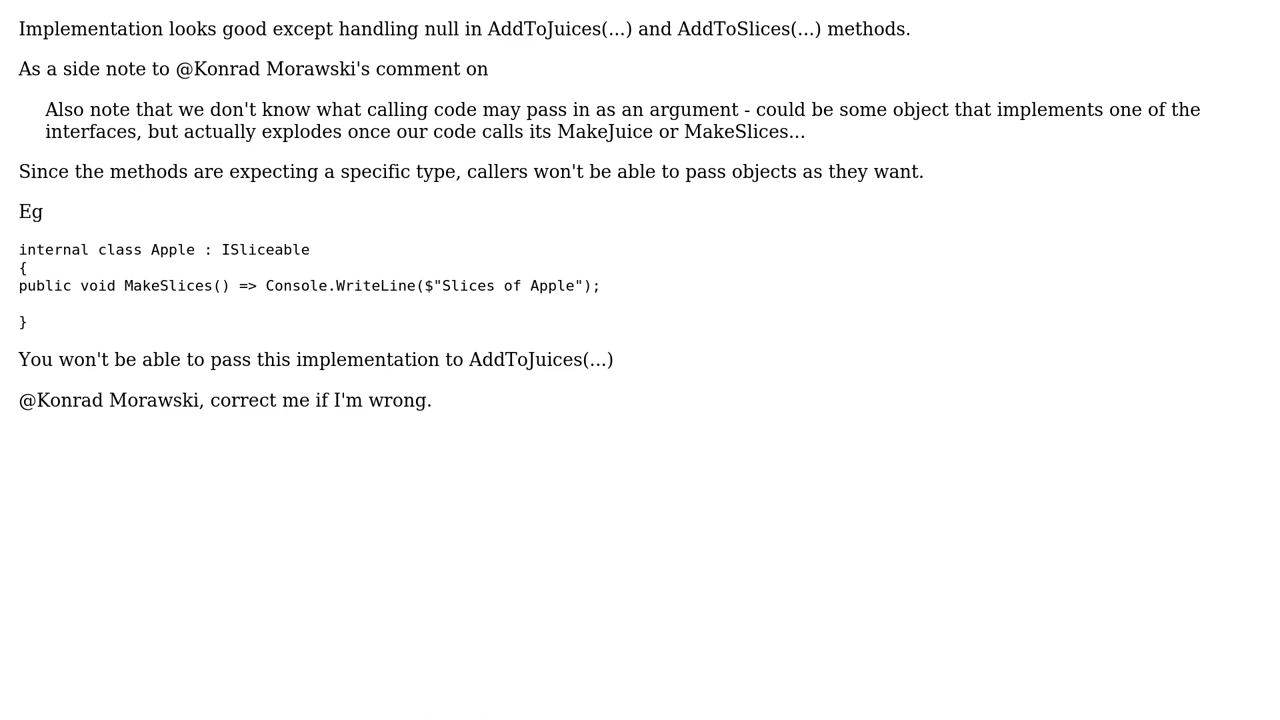 Implementation looks good except handling null in AddToJuices(...) and AddToSlices(...) methods.
As a side note to @Konrad Morawski's comment on
Also note that we don't know what calling code may pass in as an argument - could be some object that implements one of the
interfaces, but actually explodes once our code calls its MakeJuice or MakeSlices...
Since the methods are expecting a specific type, callers won't be able to pass objects as they want.
Eg
internal class Apple : ISliceable
{
public void MakeSlices() => Console.WriteLine($"Slices of Apple");
}
You won't be able to pass this implementation to AddToJuices(...)
@Konrad Morawski, correct me if I'm wrong.